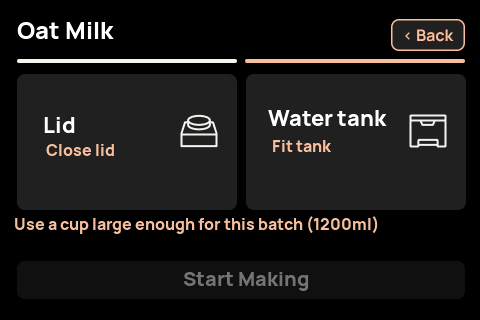 Oat Milk
‹ Back
Lid
Close lid
Water tank
Fit tank
Use a cup large enough for this batch (1200ml)
Start Making